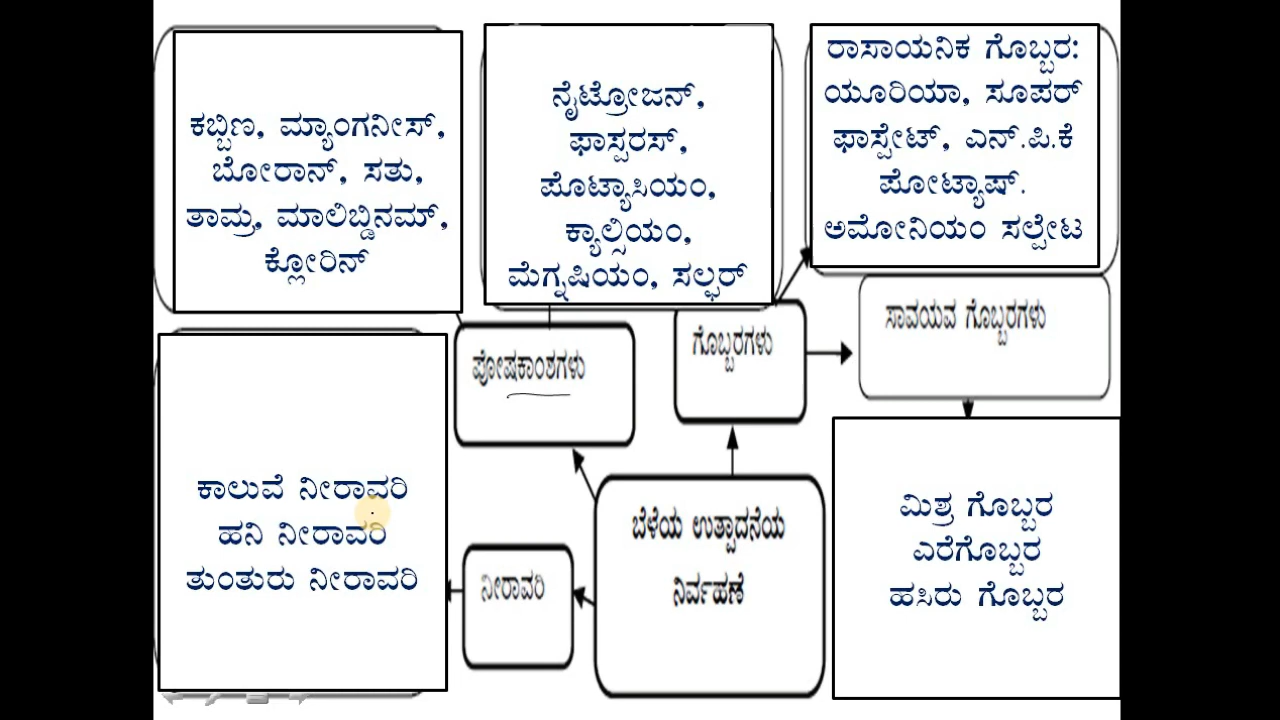 ಕಬ್ಬಿಣ, ಮ್ಯಾಂಗನೀಸ್,
ಬೋರಾನ್, ಸತು,
ತಾಮ್ರ, ಮಾಲಿಬ್ಡಿನಮ್,
ಕ್ಲೋರಿನ್
ನೈಟ್ರೋಜನ್,
ಫಾಸ್ಪರಸ್,
ಪೊಟ್ಯಾಸಿಯಂ,
ಕ್ಯಾಲ್ಸಿಯಂ,
ಮೆಗ್ನಷಿಯಂ, ಸಲ್ಫರ್
ರಾಸಾಯನಿಕ ಗೊಬ್ಬರ:
ಯೂರಿಯಾ, ಸೂಪರ್
ಫಾಸ್ಪೇಟ್, ಎನ್.ಪಿ.ಕೆ
ಪೋಟ್ಯಾಷ್.
ಅಮೋನಿಯಂ ಸಲ್ಪೇಟ
ಪೋಷಕಾಂಶಗಳು
ಗೊಬ್ಬರಗಳು
ಸಾವಯವ ಗೊಬ್ಬರಗಳು
ಕಾಲುವೆ ನೀರಾವರಿ
ಹನಿ ನೀರಾವರಿ
ತುಂತುರು ನೀರಾವರಿ
ನೀರಾವರಿ
ಬೆಳೆಯ ಉತ್ಪಾದನೆಯ
ನಿರ್ವಹಣೆ
ಮಿತ್ರ ಗೊಬ್ಬರ
ಎರೆಗೊಬ್ಬರ
ಹಸಿರು ಗೊಬ್ಬರ